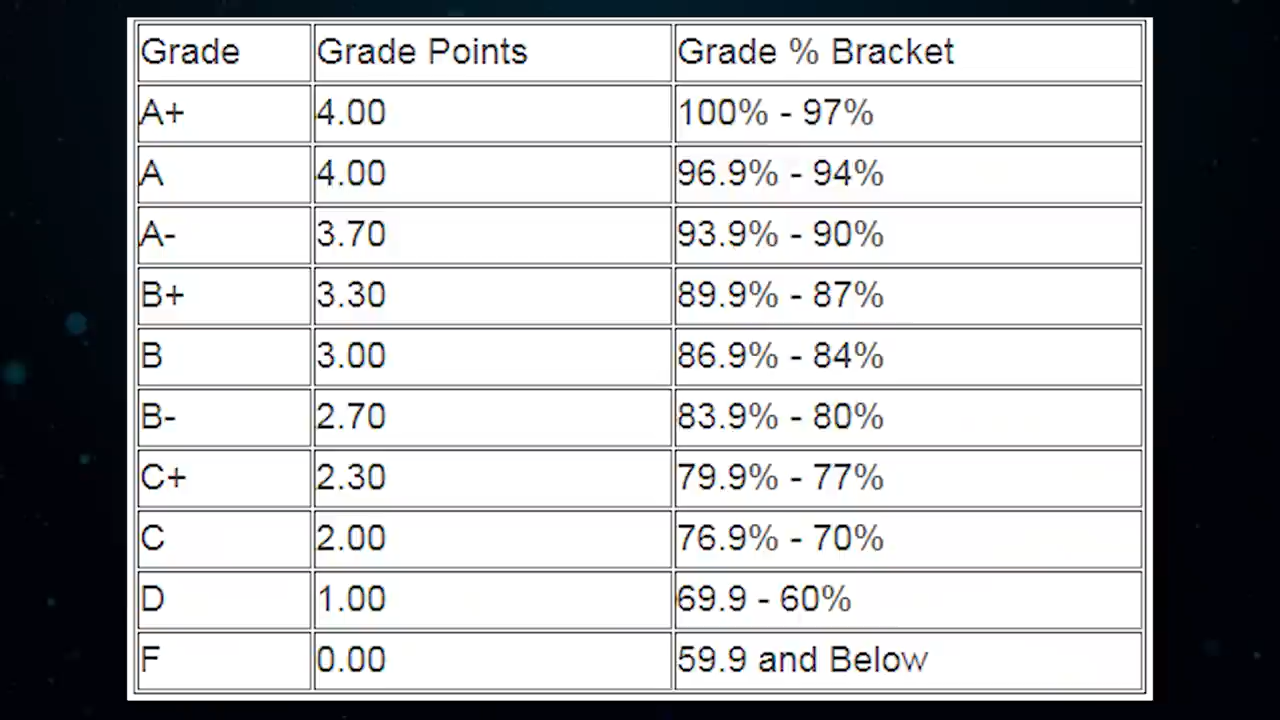 Grade Grade Points Grade % Bracket
A+ 4.00 100% - 97%
A 4.00 96.9% - 94%
A- 3.70 93.9% - 90%
B+ 3.30 89.9% - 87%
B 3.00 86.9% - 84%
B- 2.70 83.9% - 80%
C+ 2.30 79.9% - 77%
C 2.00 76.9% - 70%
D 1.00 69.9 - 60%
F 0.00 59.9 and Below